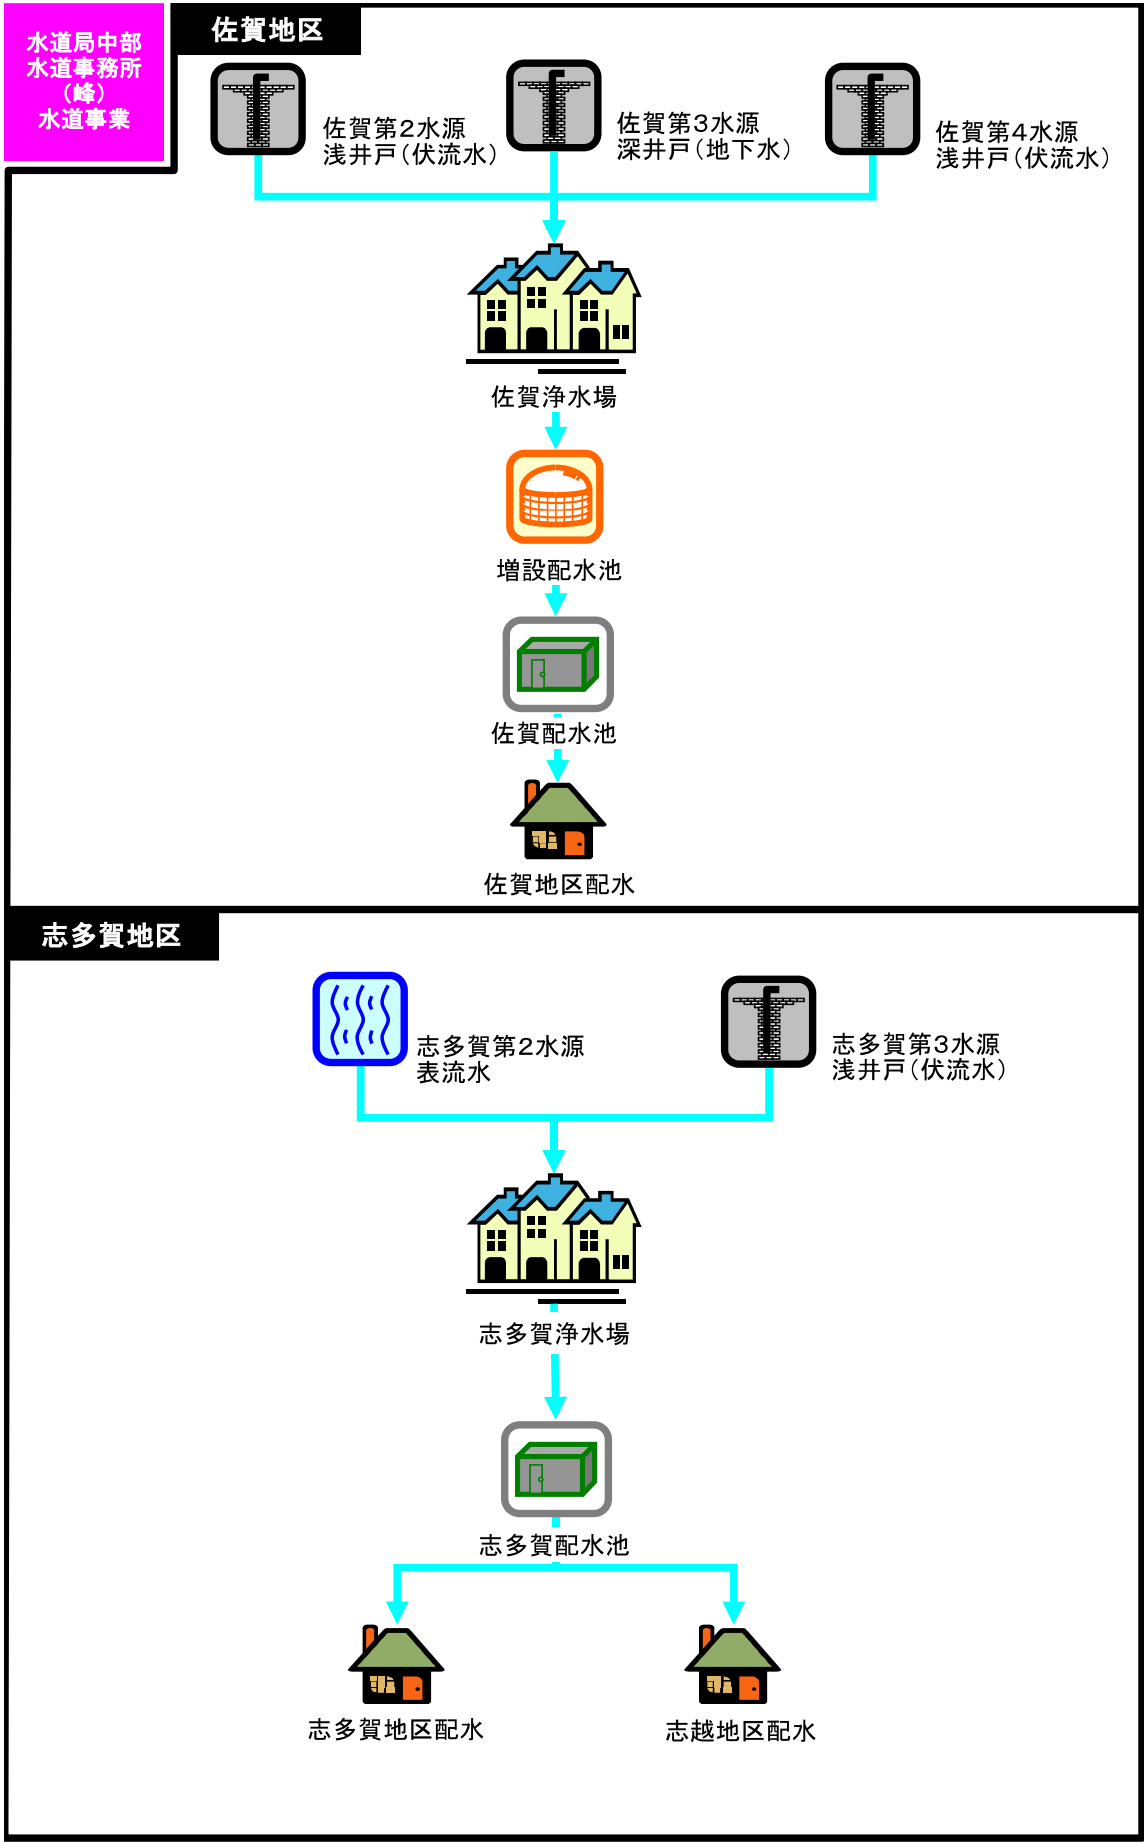 水道局中部
水道事務所
（峰）
水道事業
佐賀地区
佐賀第２水源
浅井戸（伏流水）
佐賀第３水源
深井戸（地下水）
佐賀第４水源
浅井戸（伏流水）
佐賀浄水場
増設配水池
佐賀配水池
佐賀地区配水
志多賀地区
志多賀第２水源
表流水
志多賀第３水源
浅井戸（伏流水）
志多賀浄水場
志多賀配水池
志多賀地区配水
志越地区配水